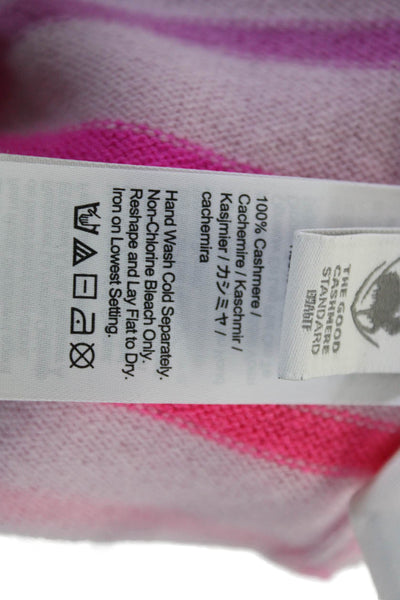 100% Cashmere /
Cachemire / Kaschmir /
Kasjmier / カシミヤ /
cachemira
Hand Wash Cold Separately.
Non-Chlorine Bleach Only.
Reshape and Lay Flat to Dry.
Iron on Lowest Setting.
THE GOOD
CASHMERE
STANDARD